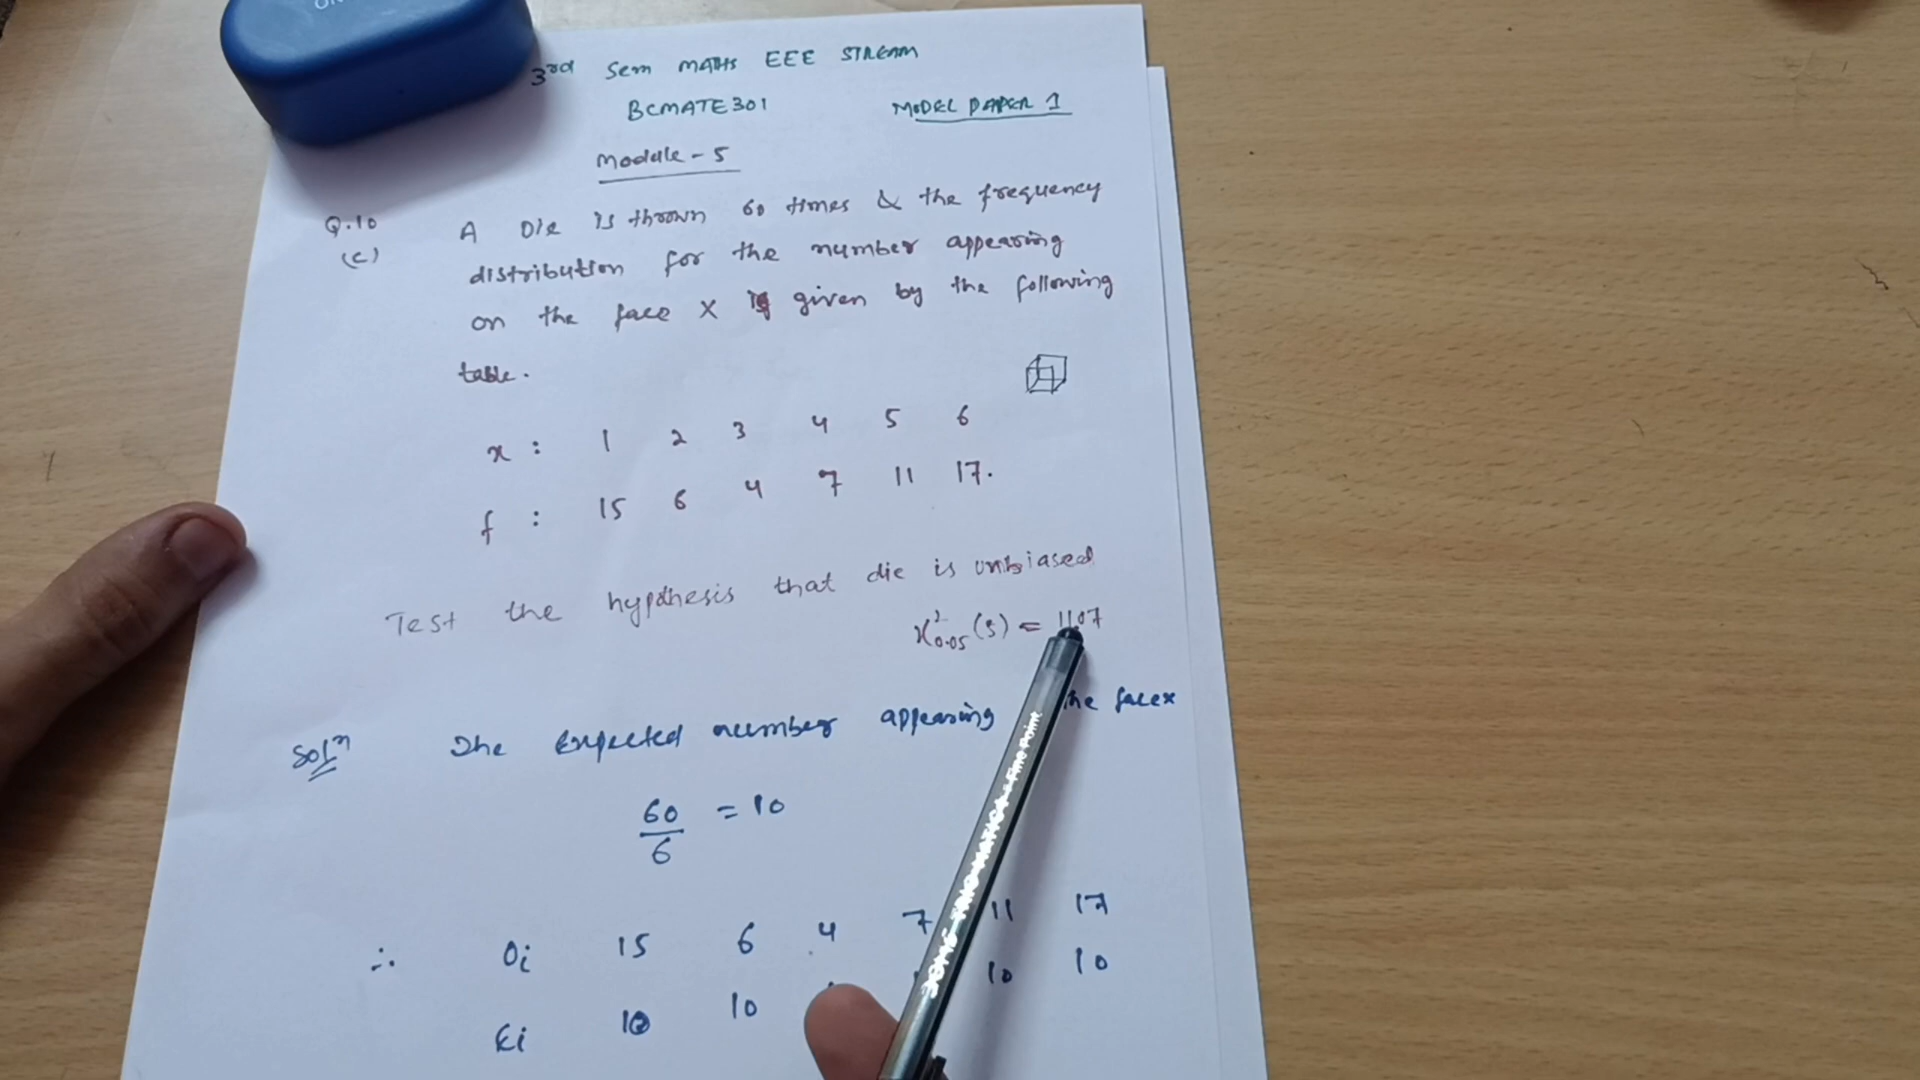 3rd Sem MATHS EEE STREAM
BCMATE301 MODEL PAPER 1
Module - 5
Q.10 A Die is thrown 60 times & the frequency
(c) distribution for the number appearing
on the face X is given by the following
table.
x : 1 2 3 4 5 6
f : 15 6 4 7 11 17.
Test the hypothesis that die is unbiased
χ²0.05 (5) = 11.07
Solⁿ The Expected number appearing the face x
60/6 = 10
∴ Oi 15 6 4 7 11 17
Ei 10 10 10 10